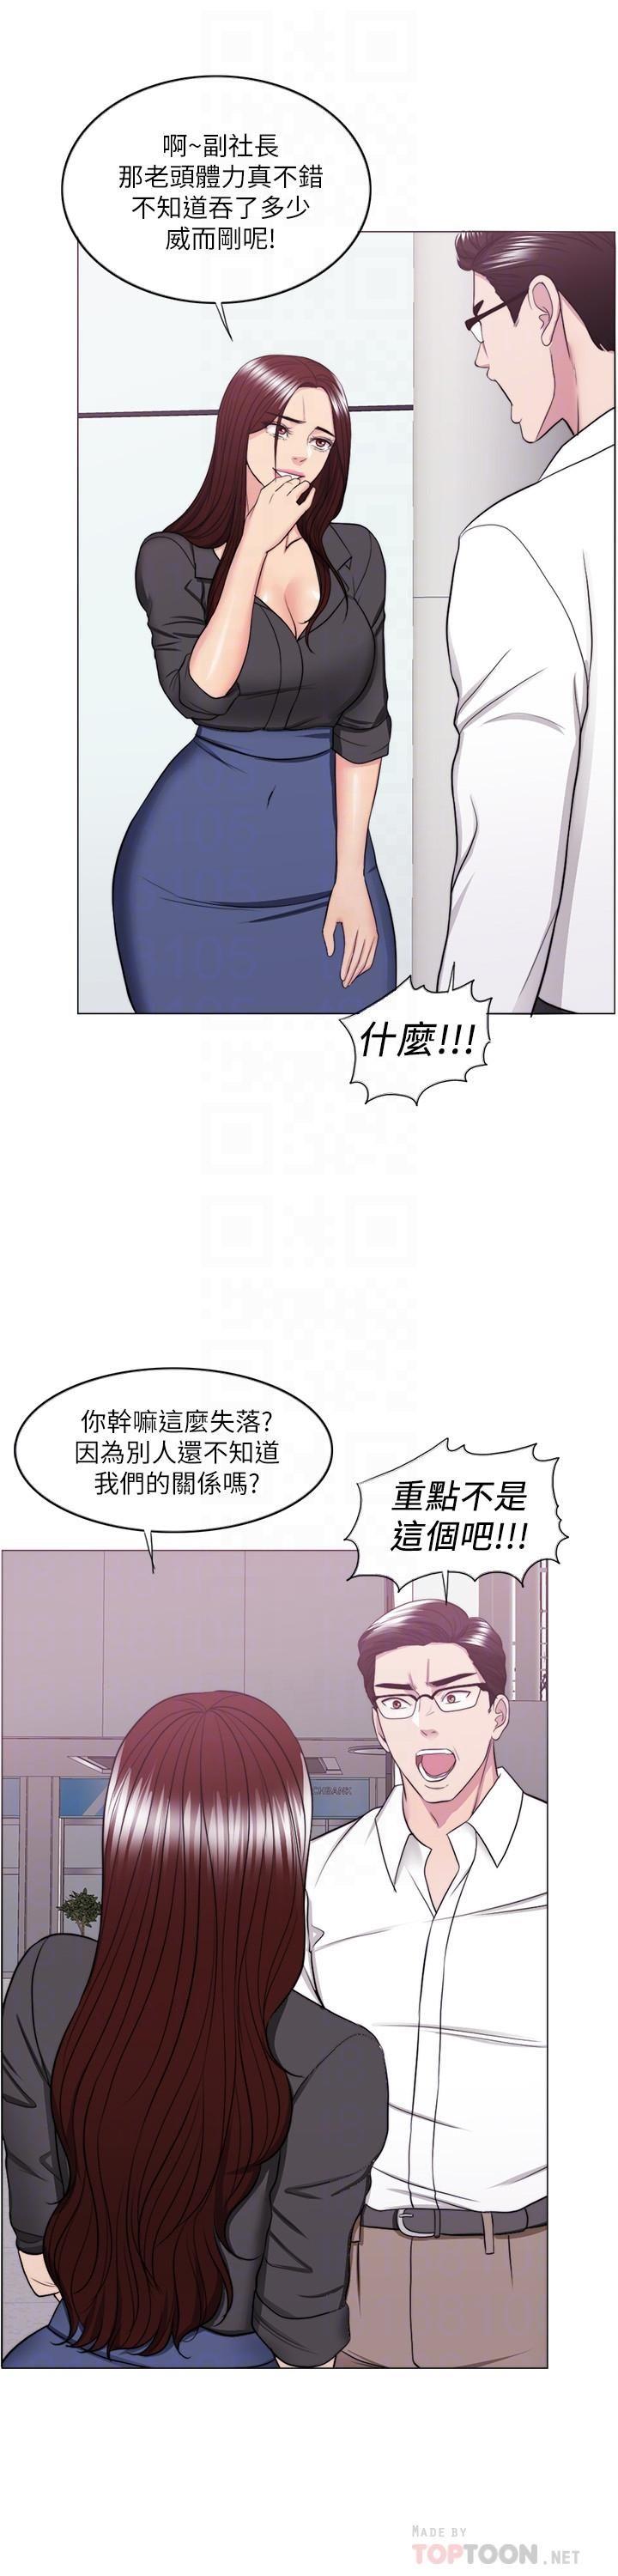 啊~副社長
那老頭體力真不錯
不知道吞了多少
威而剛呢!
什麼!!!
你幹嘛這麼失落?
因為別人還不知道
我們的關係嗎?
重點不是
這個吧!!!
CHBANK
MADE BY
TOPTOON.NET